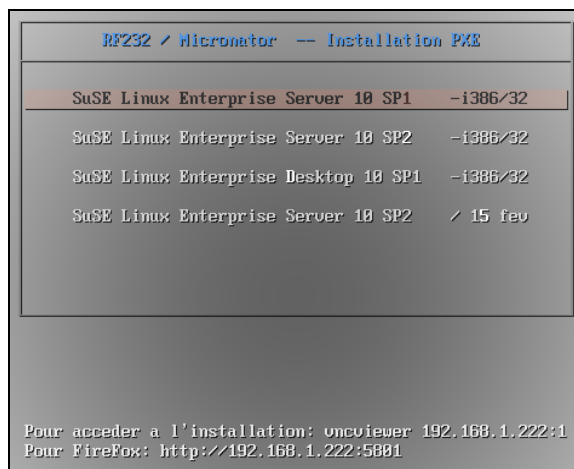 RF232 / Micronator -- Installation PXE
SuSE Linux Enterprise Server 10 SP1 -i386/32
SuSE Linux Enterprise Server 10 SP2 -i386/32
SuSE Linux Enterprise Desktop 10 SP1 -i386/32
SuSE Linux Enterprise Server 10 SP2 / 15 fev
Pour acceder a l'installation: vncviewer 192.168.1.222:1
Pour FireFox: http://192.168.1.222:5801